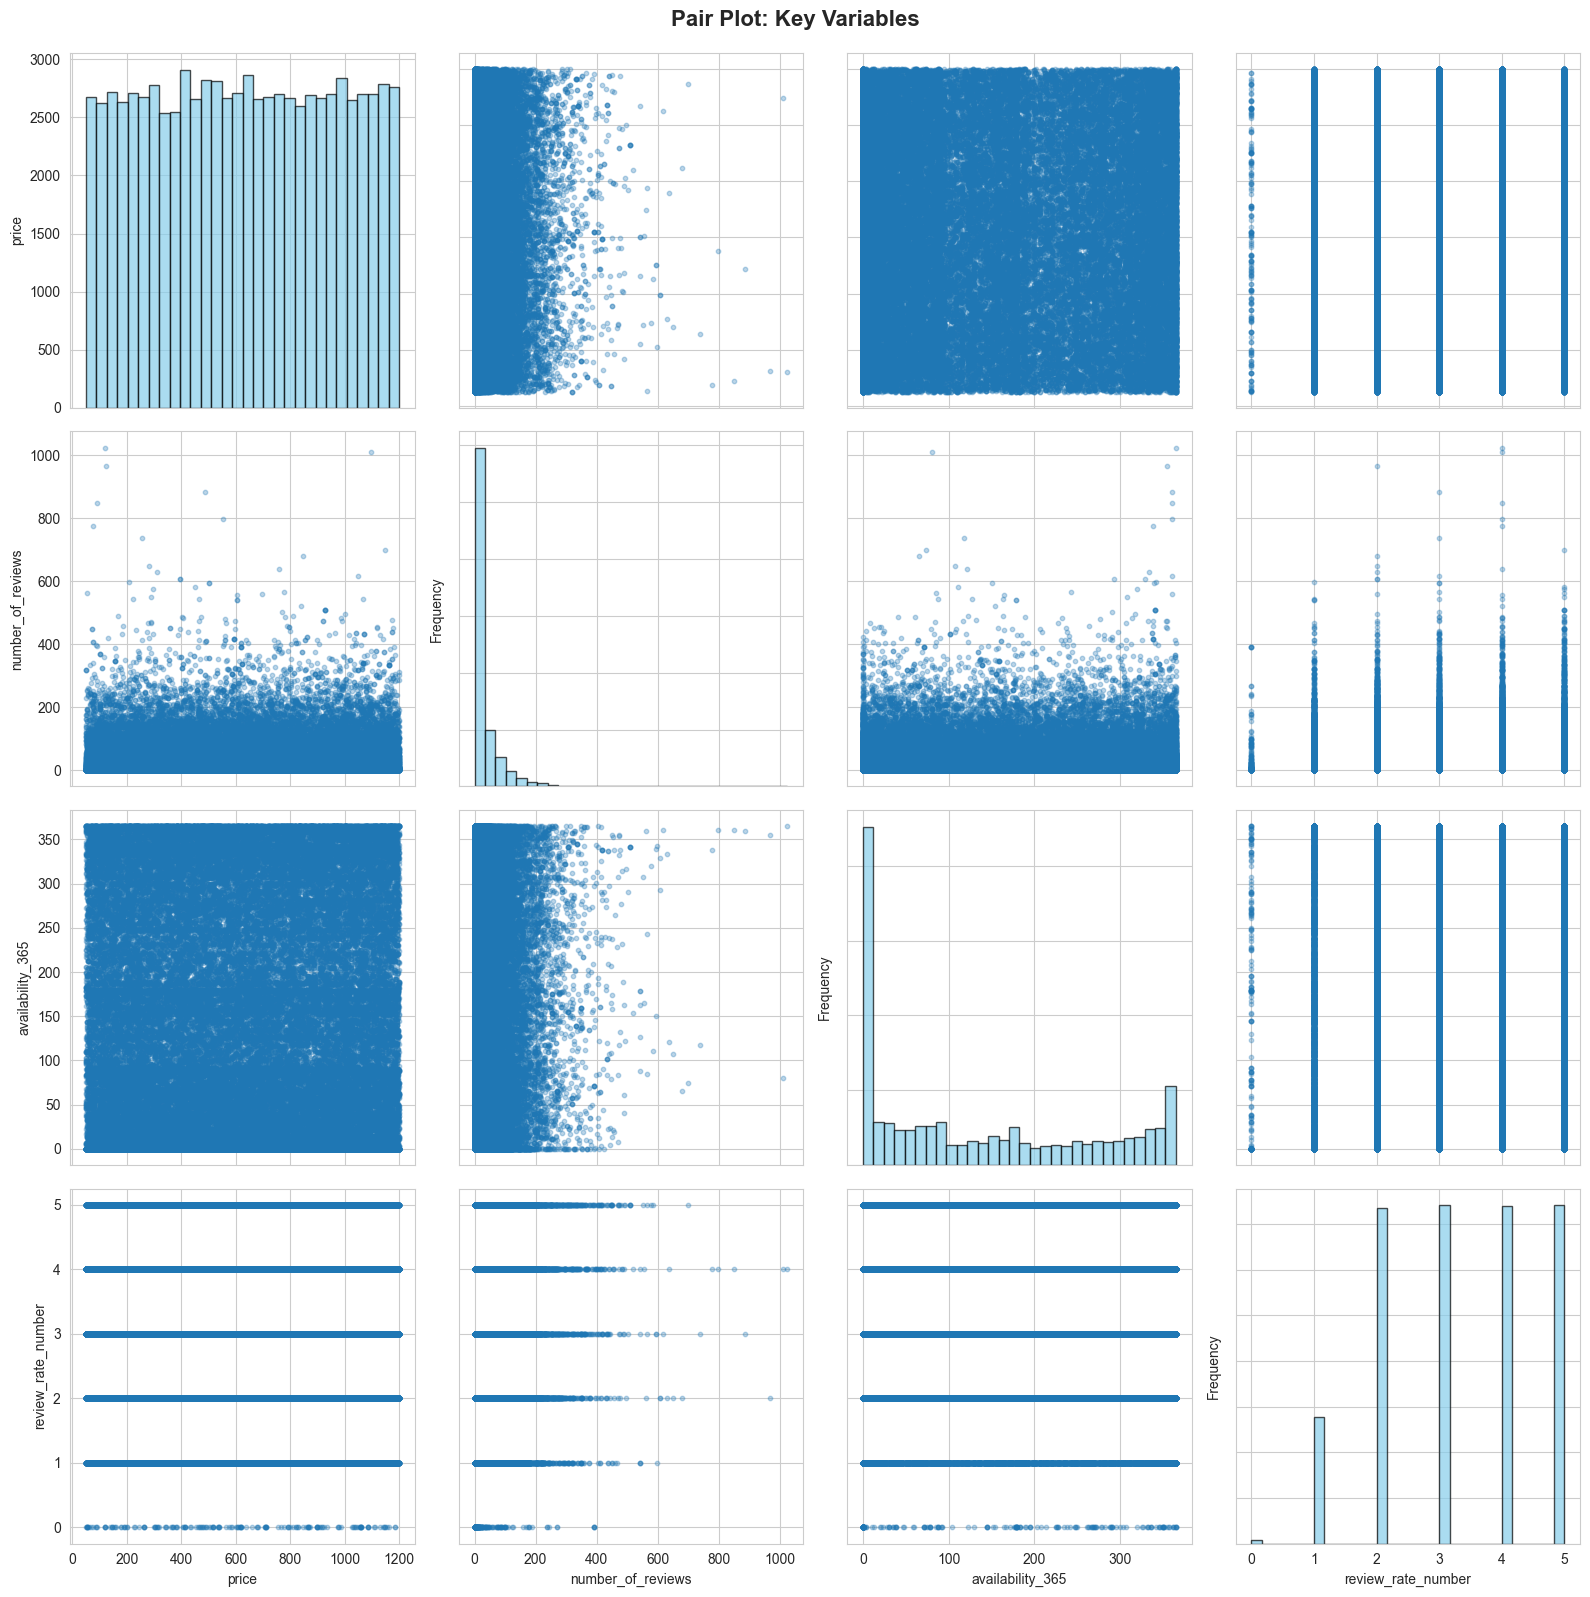 Pair Plot: Key Variables
3000
2500
2000
1500
1000
500
0
price
1000
800
600
400
200
0
number_of_reviews
Frequency
350
300
250
200
150
100
50
0
availability_365
Frequency
5
4
3
2
1
0
review_rate_number
Frequency
0 200 400 600 800 1000 1200
0 200 400 600 800 1000
0 100 200 300
0 1 2 3 4 5
price
number_of_reviews
availability_365
review_rate_number